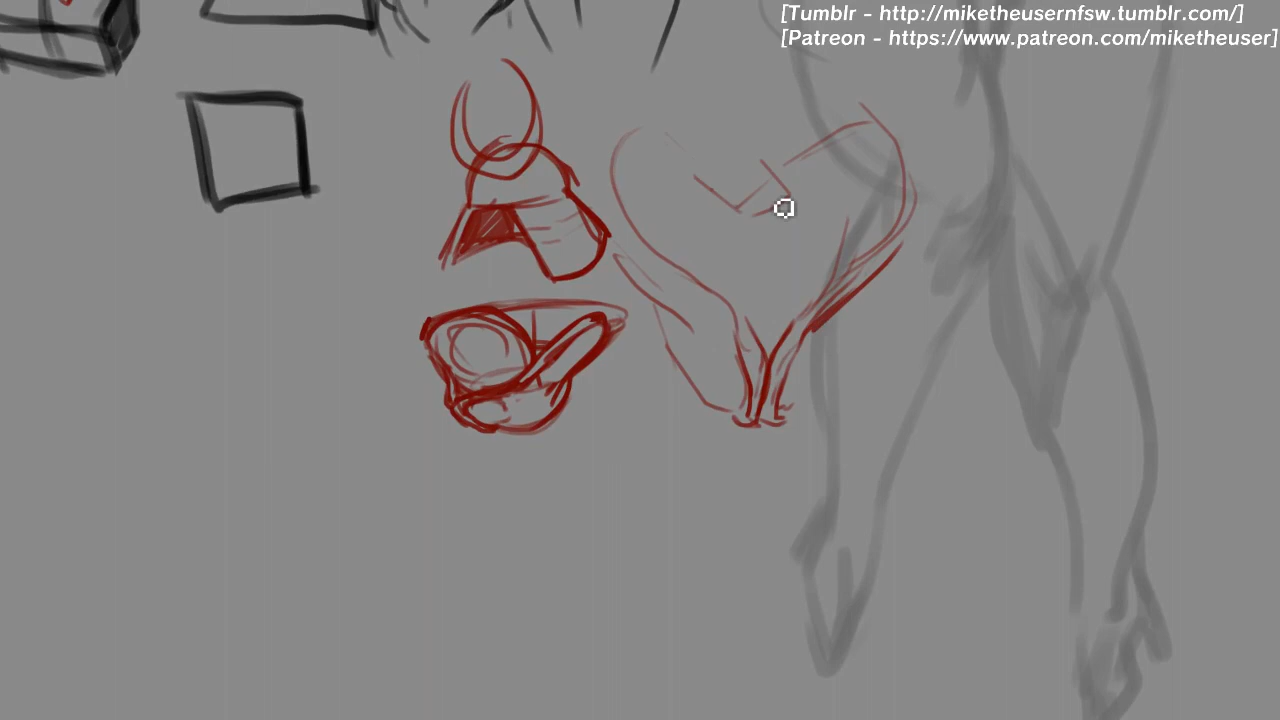 [Tumblr - http://miketheusernfsw.tumblr.com/]
[Patreon - https://www.patreon.com/miketheuser]